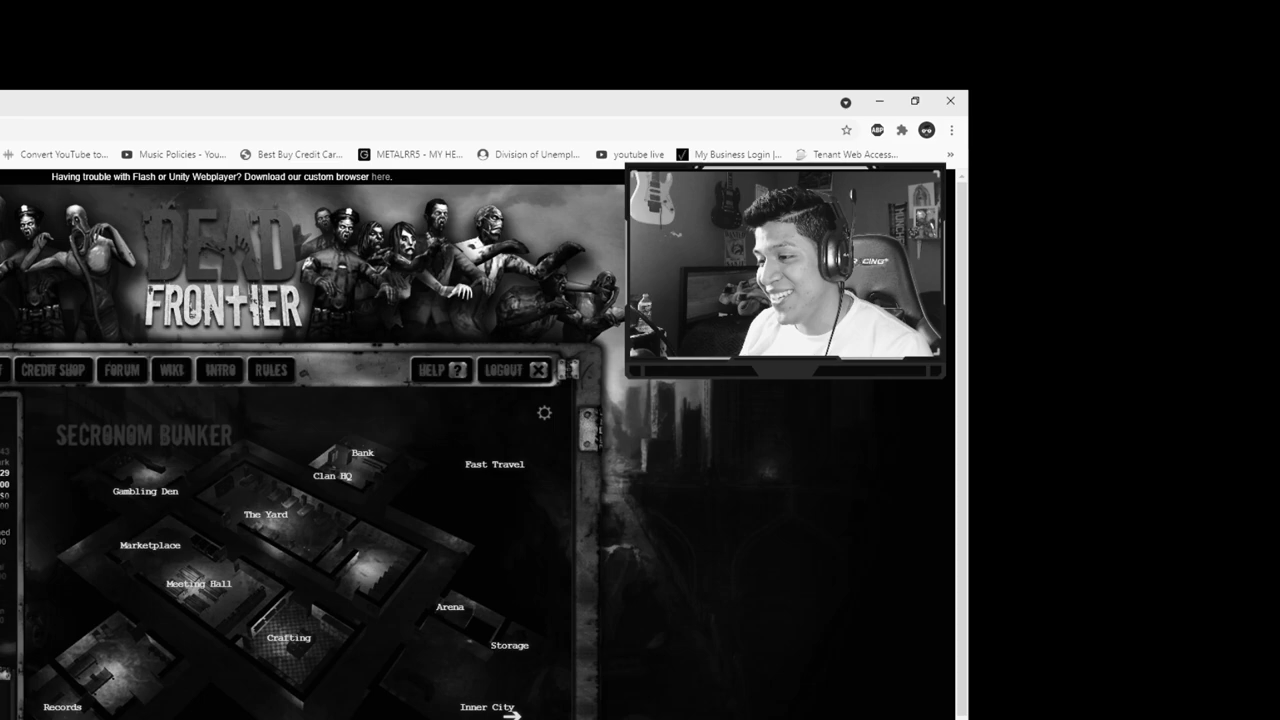 Convert YouTube to...
Music Policies - You...
Best Buy Credit Car...
METALRR5 - MY HE...
Division of Unempl...
youtube live
My Business Login |...
Tenant Web Access...
»
ABP
Having trouble with Flash or Unity Webplayer? Download our custom browser here.
DEAD
FRONTIER
CREDIT SHOP
FORUM
WIKI
INTRO
RULES
HELP ?
LOGOUT X
SECRONOM BUNKER
Bank
Clan HQ
Fast Travel
Gambling Den
The Yard
Marketplace
Meeting Hall
Arena
Crafting
Storage
Records
Inner City